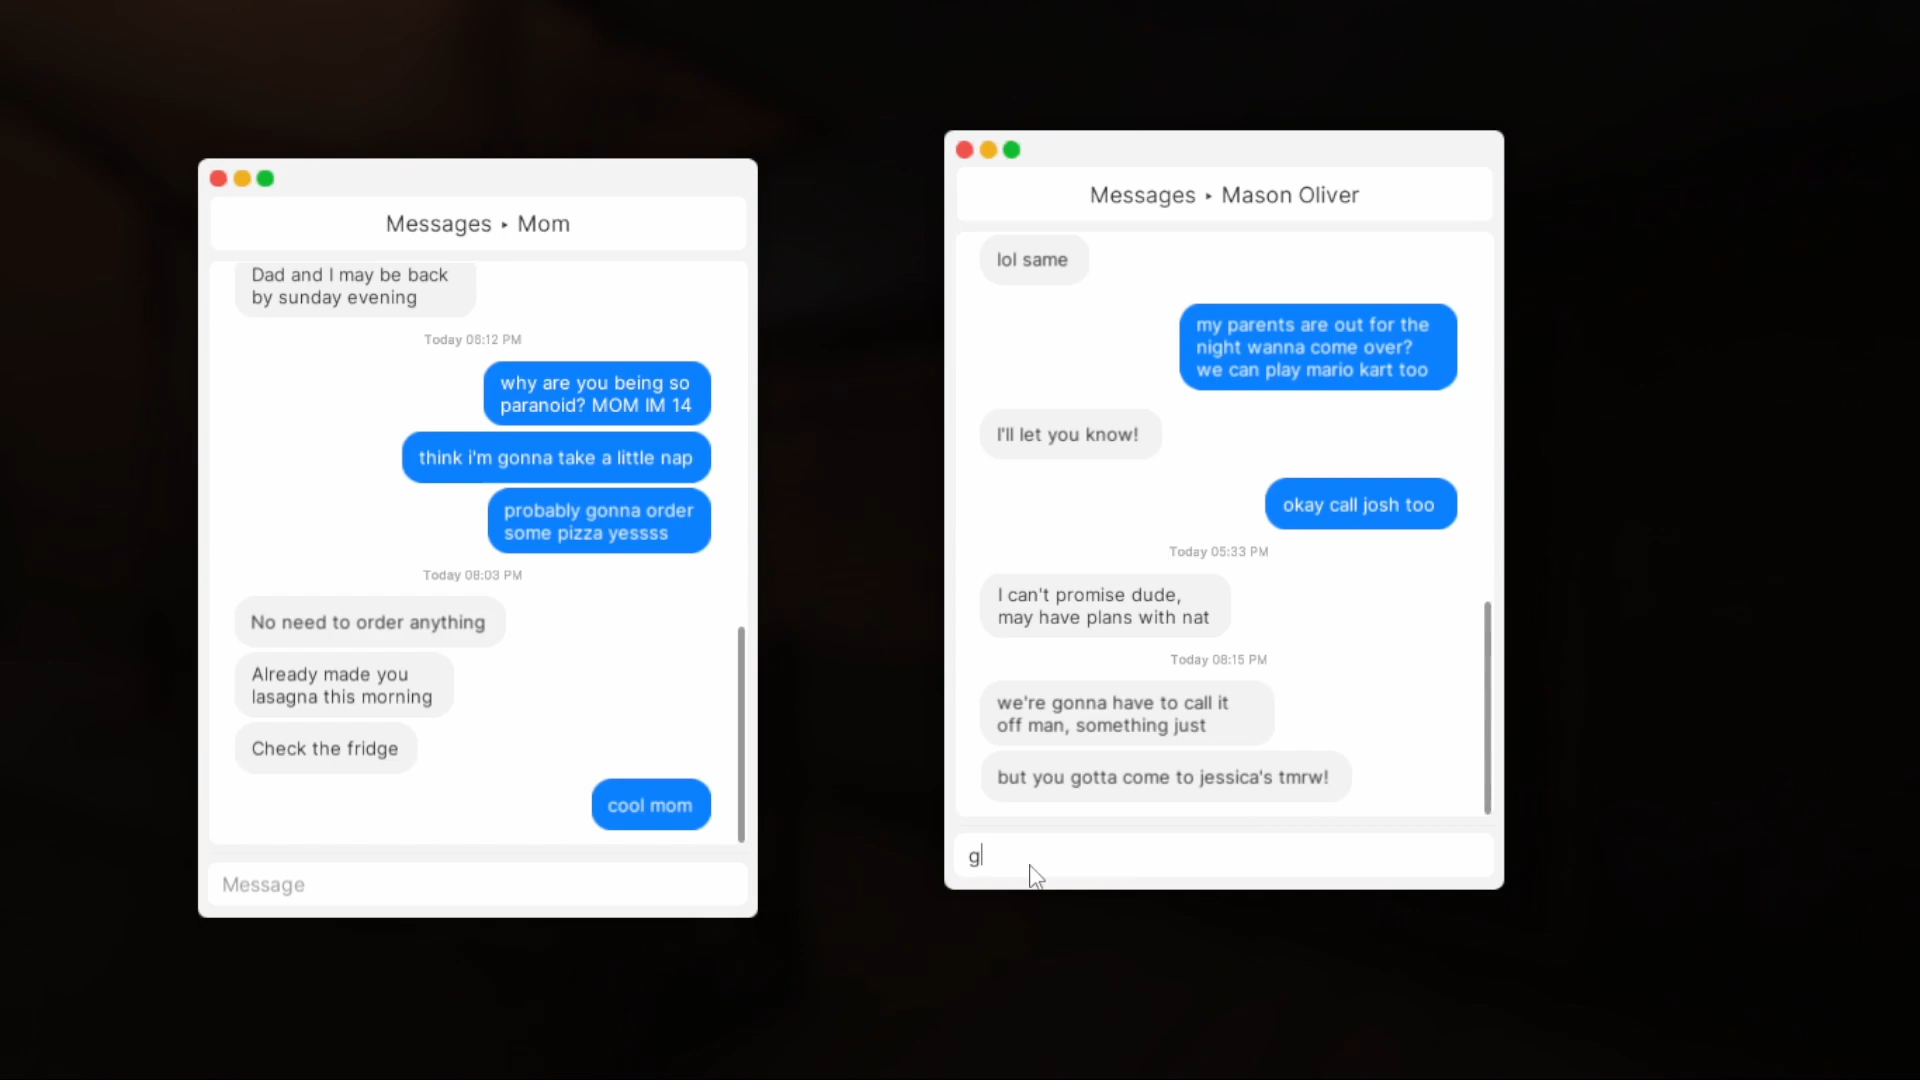 Messages ▸ Mom
Dad and I may be back
by sunday evening
Today 08:12 PM
why are you being so
paranoid? MOM IM 14
think i'm gonna take a little nap
probably gonna order
some pizza yessss
Today 08:03 PM
No need to order anything
Already made you
lasagna this morning
Check the fridge
cool mom
Message
Messages ▸ Mason Oliver
lol same
my parents are out for the
night wanna come over?
we can play mario kart too
I'll let you know!
okay call josh too
Today 05:33 PM
I can't promise dude,
may have plans with nat
Today 08:15 PM
we're gonna have to call it
off man, something just
but you gotta come to jessica's tmrw!
g